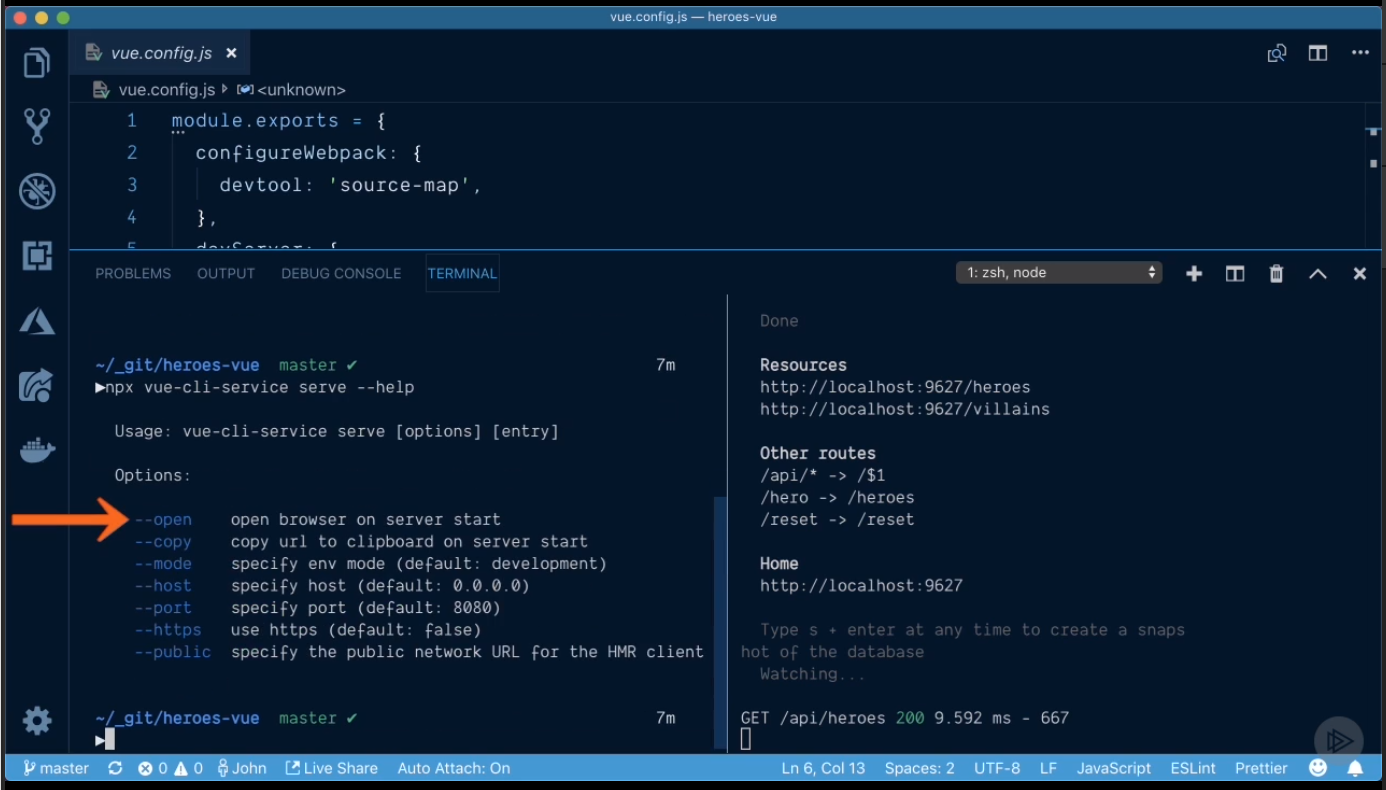 vue.config.js — heroes-vue
vue.config.js
vue.config.js <unknown>
1 module.exports = {
2 configureWebpack: {
3 devtool: 'source-map',
4 },
5 devServer: {
PROBLEMS OUTPUT DEBUG CONSOLE TERMINAL 1: zsh, node
~/_git/heroes-vue master ✔ 7m
npx vue-cli-service serve --help
Usage: vue-cli-service serve [options] [entry]
Options:
--open open browser on server start
--copy copy url to clipboard on server start
--mode specify env mode (default: development)
--host specify host (default: 0.0.0.0)
--port specify port (default: 8080)
--https use https (default: false)
--public specify the public network URL for the HMR client
~/_git/heroes-vue master ✔ 7m
Done
Resources
http://localhost:9627/heroes
http://localhost:9627/villains
Other routes
/api/* -> /$1
/hero -> /heroes
/reset -> /reset
Home
http://localhost:9627
Type s + enter at any time to create a snaps
hot of the database
Watching...
GET /api/heroes 200 9.592 ms - 667
master 0 0 John Live Share Auto Attach: On Ln 6, Col 13 Spaces: 2 UTF-8 LF JavaScript ESLint Prettier